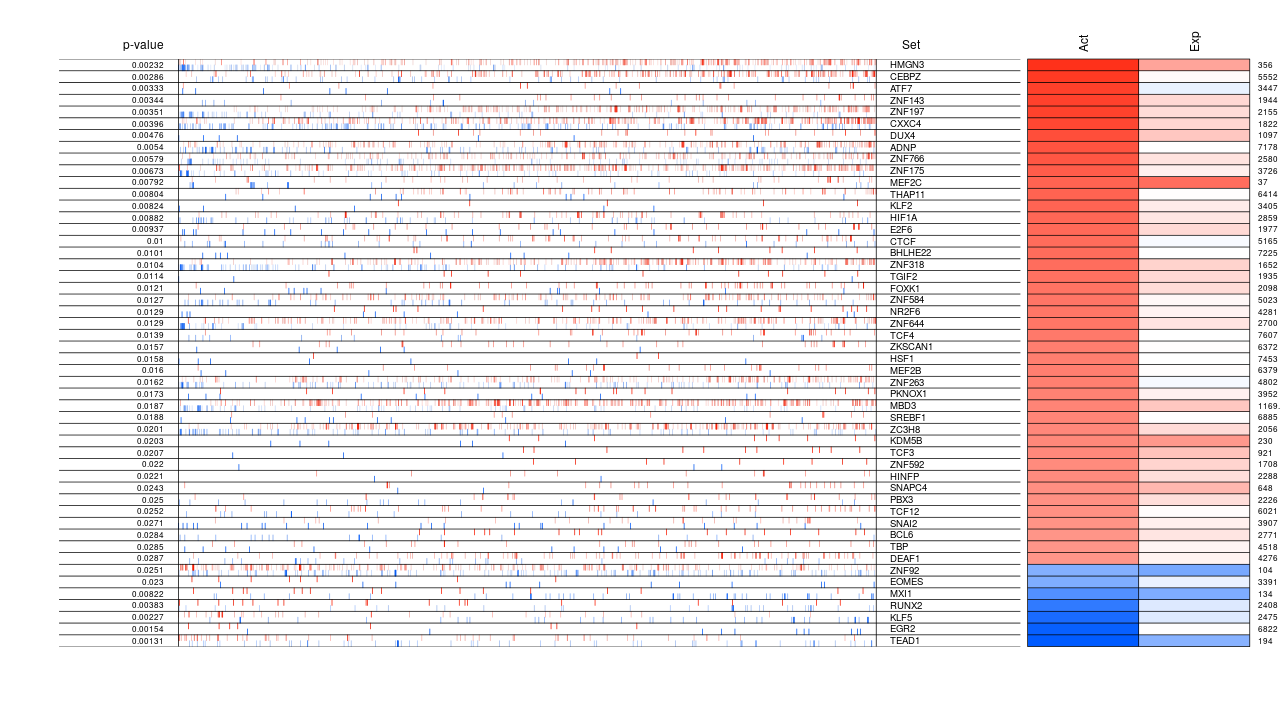 p-value Set Act Exp
0.00232 HMGN3 356
0.00286 CEBPZ 5552
0.00333 ATF7 3447
0.00344 ZNF143 1944
0.00351 ZNF197 2155
0.00396 CXXC4 1822
0.00476 DUX4 1097
0.0054 ADNP 7178
0.00579 ZNF766 2580
0.00673 ZNF175 3726
0.00792 MEF2C 37
0.00804 THAP11 6414
0.00824 KLF2 3405
0.00882 HIF1A 2859
0.00937 E2F6 1977
0.01 CTCF 5165
0.0101 BHLHE22 7225
0.0104 ZNF318 1652
0.0114 TGIF2 1935
0.0121 FOXK1 2098
0.0127 ZNF584 5023
0.0129 NR2F6 4281
0.0129 ZNF644 2700
0.0139 TCF4 7607
0.0157 ZKSCAN1 6372
0.0158 HSF1 7453
0.016 MEF2B 6379
0.0162 ZNF263 4802
0.0173 PKNOX1 3952
0.0187 MBD3 1169.
0.0188 SREBF1 6885
0.0201 ZC3H8 2056
0.0203 KDM5B 230
0.0207 TCF3 921
0.022 ZNF592 1708
0.0221 HINFP 2288
0.0243 SNAPC4 648
0.025 PBX3 2226
0.0252 TCF12 6021
0.0271 SNAI2 3907
0.0284 BCL6 2771
0.0285 TBP 4518
0.0287 DEAF1 4276
0.0251 ZNF92 104
0.023 EOMES 3391
0.00822 MXI1 134
0.00383 RUNX2 2408
0.00227 KLF5 2475
0.00154 EGR2 6822
0.00131 TEAD1 194